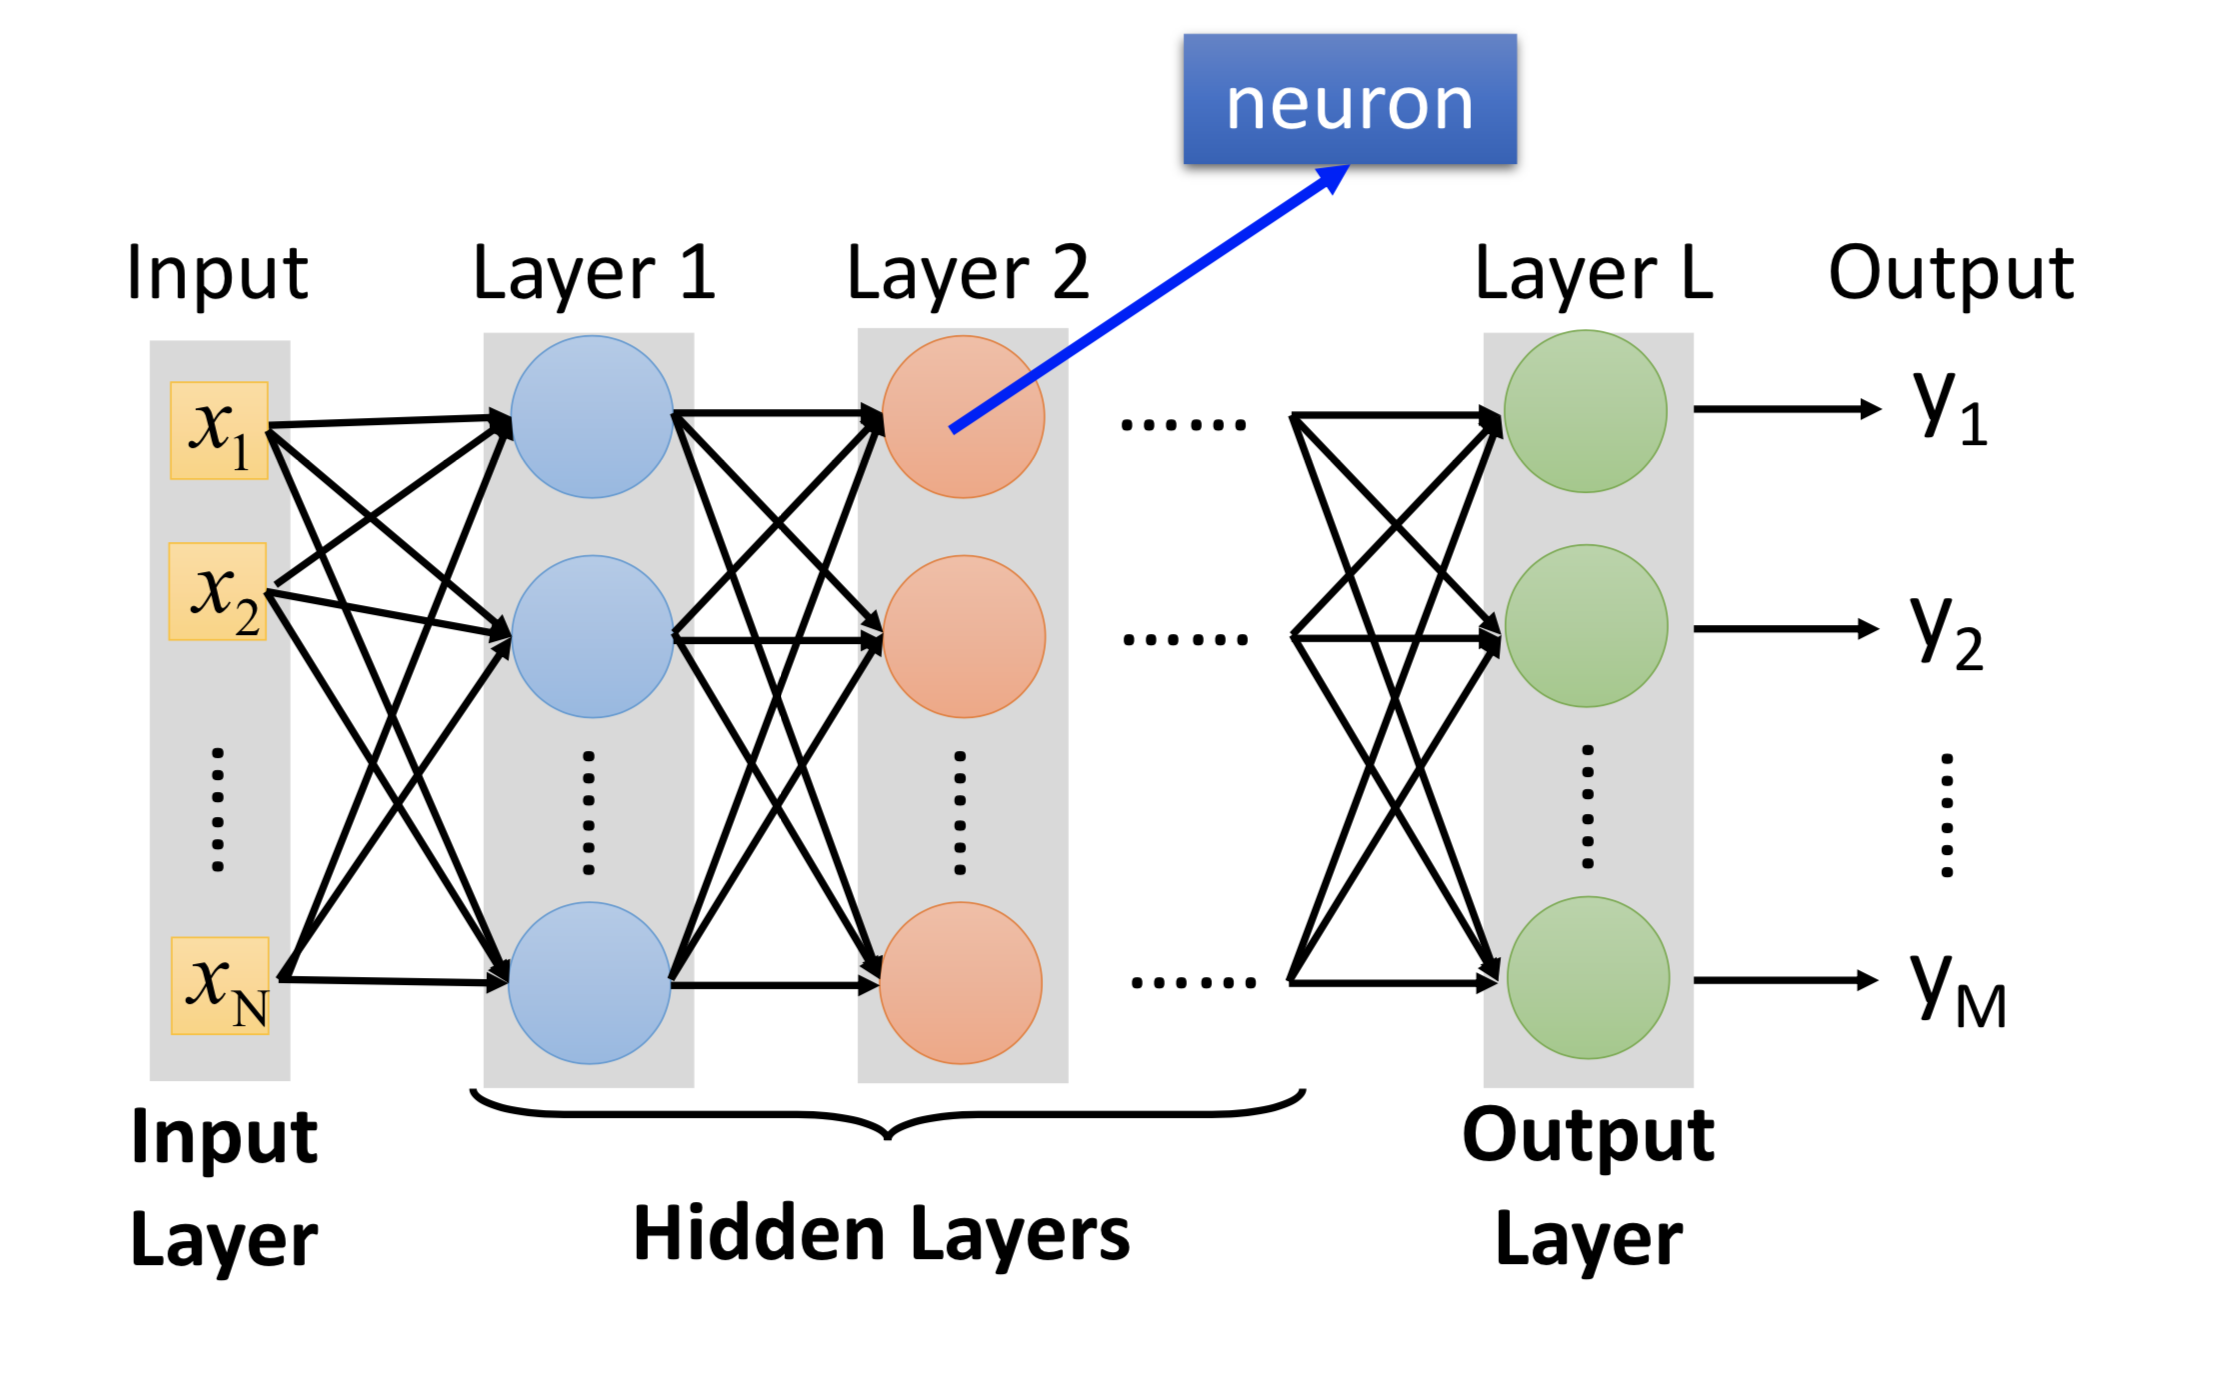 neuron
Input Layer 1 Layer 2 Layer L Output
x1 y1
x2 y2
xN yM
...... ......
......
Input Layer
Hidden Layers
Output Layer